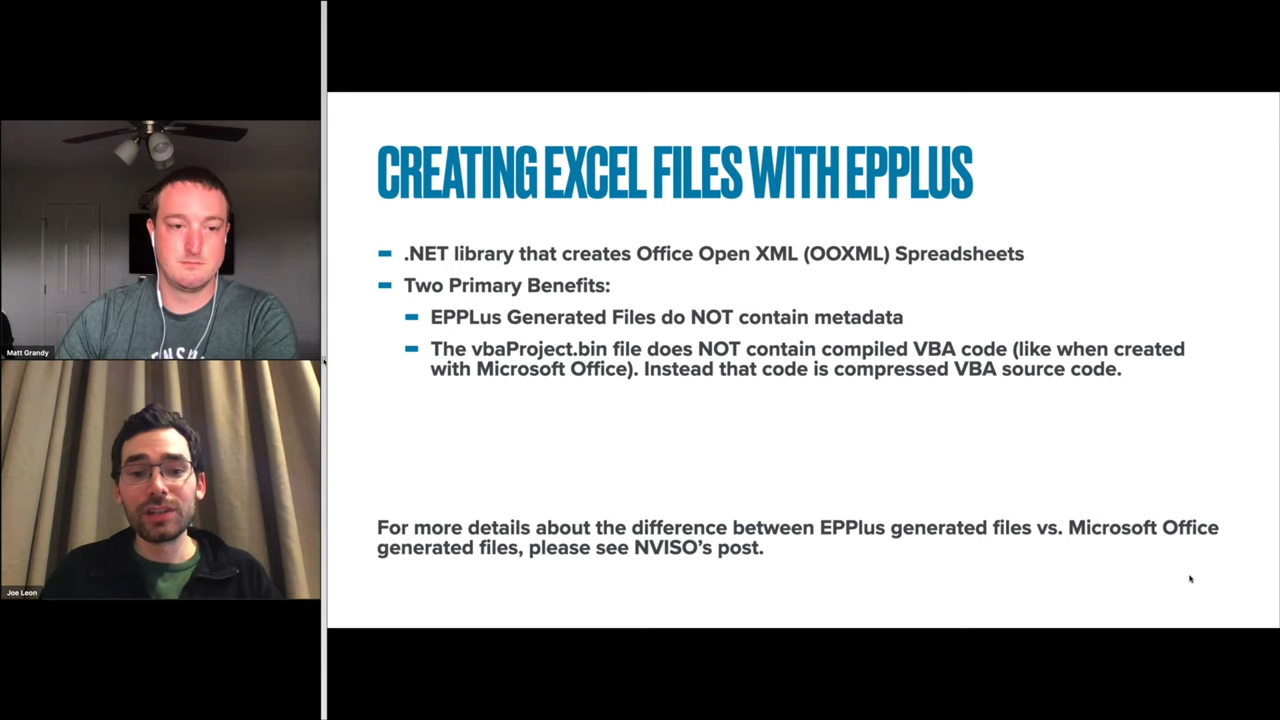 CREATING EXCEL FILES WITH EPPLUS
.NET library that creates Office Open XML (OOXML) Spreadsheets
Two Primary Benefits:
EPPLus Generated Files do NOT contain metadata
The vbaProject.bin file does NOT contain compiled VBA code (like when created
with Microsoft Office). Instead that code is compressed VBA source code.
For more details about the difference between EPPlus generated files vs. Microsoft Office
generated files, please see NVISO's post.
Matt Grandy
Joe Leon